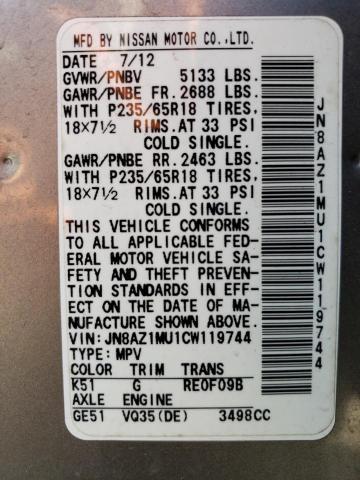 MFD BY NISSAN MOTOR CO.,LTD.
DATE 7/12
GVWR/PNBV 5133 LBS.
GAWR/PNBE FR. 2688 LBS.
WITH P235/65R18 TIRES,
18×7½ RIMS.AT 33 PSI
COLD SINGLE.
GAWR/PNBE RR. 2463 LBS.
WITH P235/65R18 TIRES,
18×7½ RIMS.AT 33 PSI
COLD SINGLE.
THIS VEHICLE CONFORMS
TO ALL APPLICABLE FED-
ERAL MOTOR VEHICLE SA-
FETY AND THEFT PREVEN-
TION STANDARDS IN EFF-
ECT ON THE DATE OF MA-
NUFACTURE SHOWN ABOVE.
VIN:JN8AZ1MU1CW119744
TYPE:MPV
COLOR TRIM TRANS
K51 G RE0F09B
AXLE ENGINE
GE51 VQ35(DE) 3498CC
JN8AZ1MU1CW119744